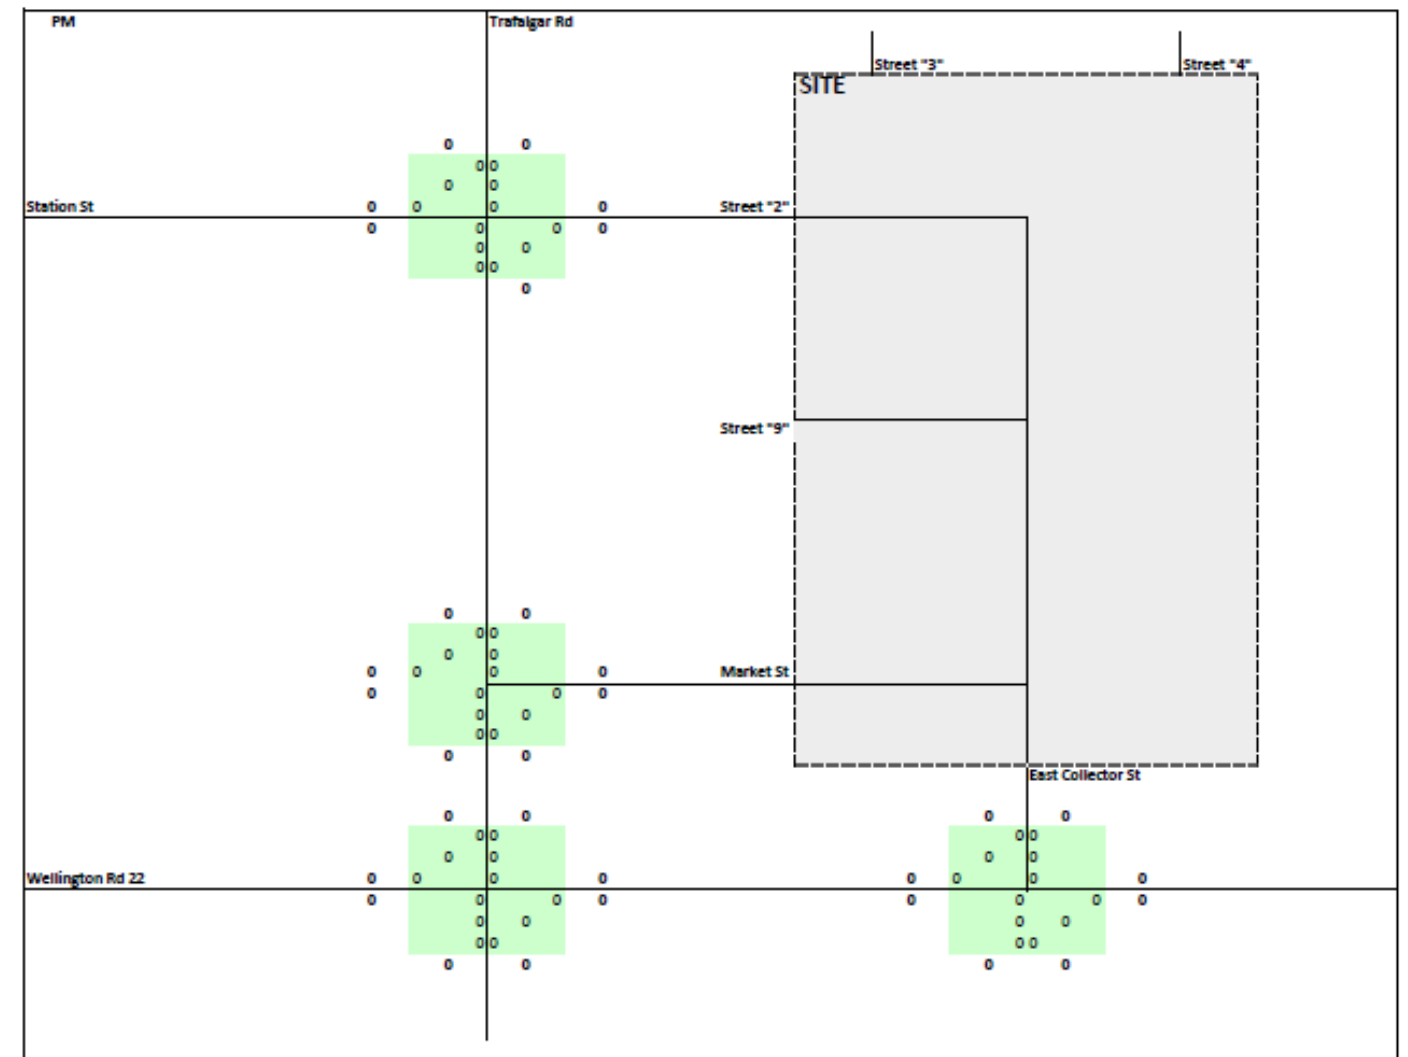 PM Trafalgar Rd
Street "3" Street "4"
SITE
0 0
0 0
0 0
Station St 0 0 0 0 Street "2"
0 0 0 0
0 0
0 0
0
Street "9"
0 0
0 0
0 0
0 0 0 0 Market St
0 0 0 0
0 0
0 0
0 0
East Collector St
0 0 0 0
0 0 0 0
0 0 0 0
Wellington Rd 22 0 0 0 0 0 0 0 0
0 0 0 0 0 0 0 0
0 0 0 0
0 0 0 0
0 0 0 0